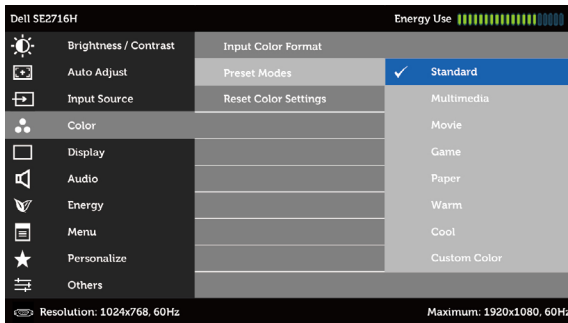 Dell SE2716H
Energy Use
Brightness / Contrast
Auto Adjust
Input Source
Color
Display
Audio
Energy
Menu
Personalize
Others
Input Color Format
Preset Modes
Reset Color Settings
Standard
Multimedia
Movie
Game
Paper
Warm
Cool
Custom Color
Resolution: 1024x768, 60Hz
Maximum: 1920x1080, 60Hz